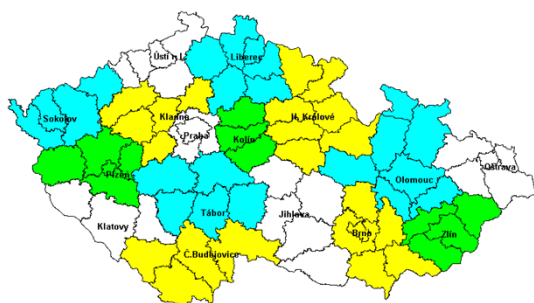 Ústí n.L.
Liberec
Sokolov
Kladno
H. Králové
Praha
Kolín
Plzeň
Olomouc
Ostrava
Tábor
Jihlava
Klatovy
Brno
Zlín
Č.Budějovice